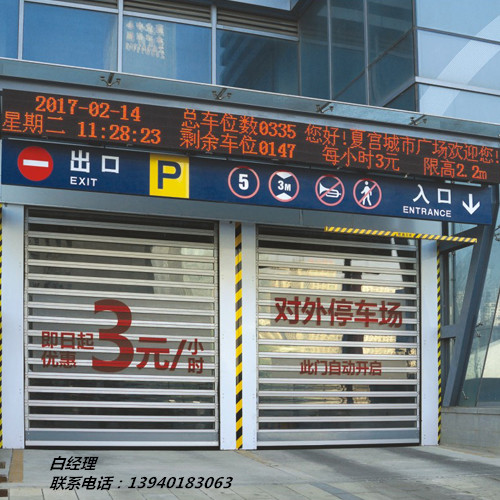 2017-02-14
星期二 11:28:23
总车位数0335
剩余车位0147
您好!夏宫城市广场欢迎您!
每小时3元 限高2.2m
出口
EXIT
P
5
3M
入口
ENTRANCE
即日起
优惠
3元/小时
对外停车场
此门自动开启
白经理
联系电话：13940183063